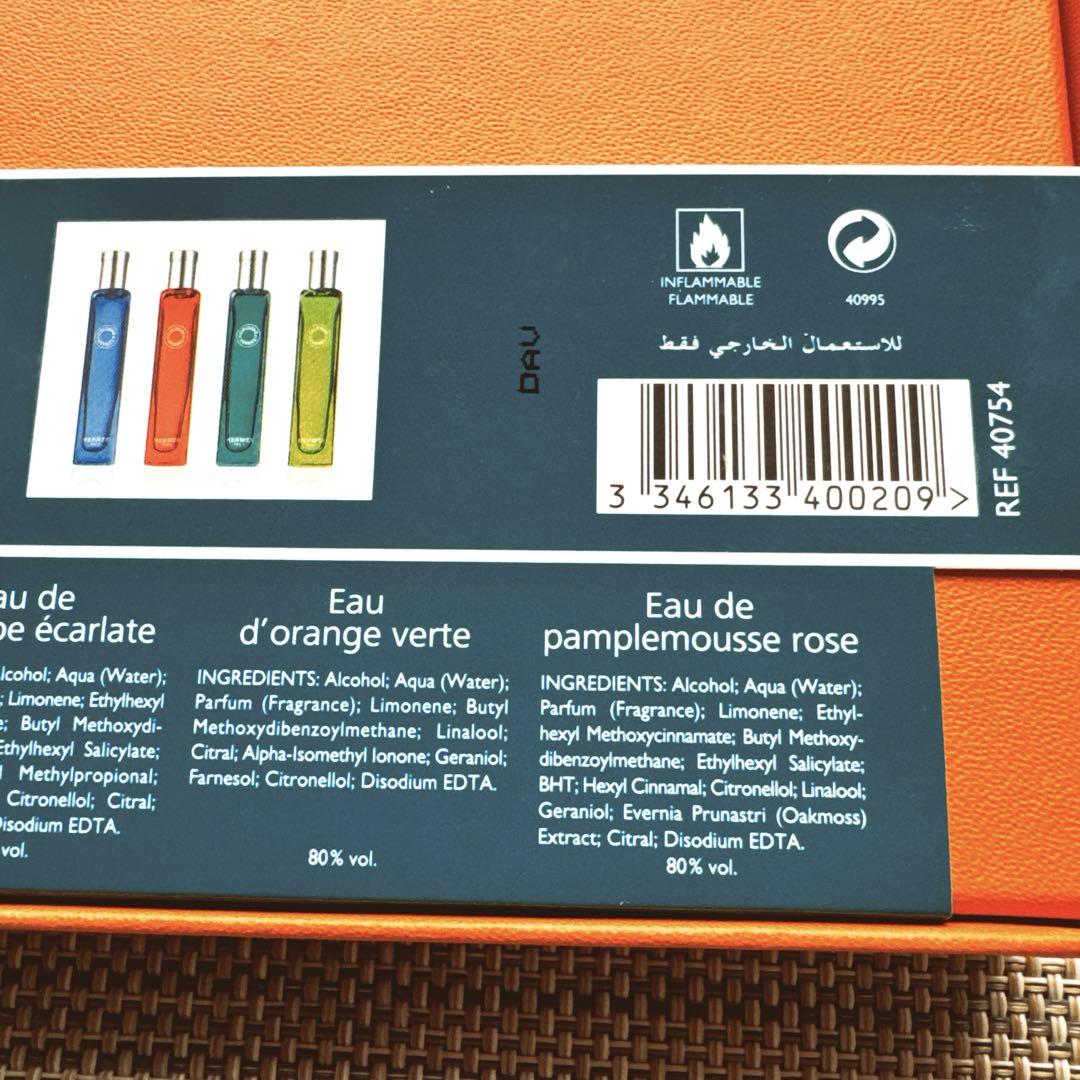 INFLAMMABLE
FLAMMABLE
40995
للاستعمال الخارجي فقط
DAV
3 346133 400209 >
REF 40754
HERMES
HERMES
HERMES
au de
pe écarlate
lcohol; Aqua (Water);
; Limonene; Ethylhexyl
e; Butyl Methoxydi-
Ethylhexyl Salicylate;
l Methylpropional;
Citronellol; Citral;
Disodium EDTA.
vol.
Eau
d'orange verte
INGREDIENTS: Alcohol; Aqua (Water);
Parfum (Fragrance); Limonene; Butyl
Methoxydibenzoylmethane; Linalool;
Citral; Alpha-Isomethyl Ionone; Geraniol;
Farnesol; Citronellol; Disodium EDTA.
80% vol.
Eau de
pamplemousse rose
INGREDIENTS: Alcohol; Aqua (Water);
Parfum (Fragrance); Limonene; Ethyl-
hexyl Methoxycinnamate; Butyl Methoxy-
dibenzoylmethane; Ethylhexyl Salicylate;
BHT; Hexyl Cinnamal; Citronellol; Linalool;
Geraniol; Evernia Prunastri (Oakmoss)
Extract; Citral; Disodium EDTA.
80% vol.